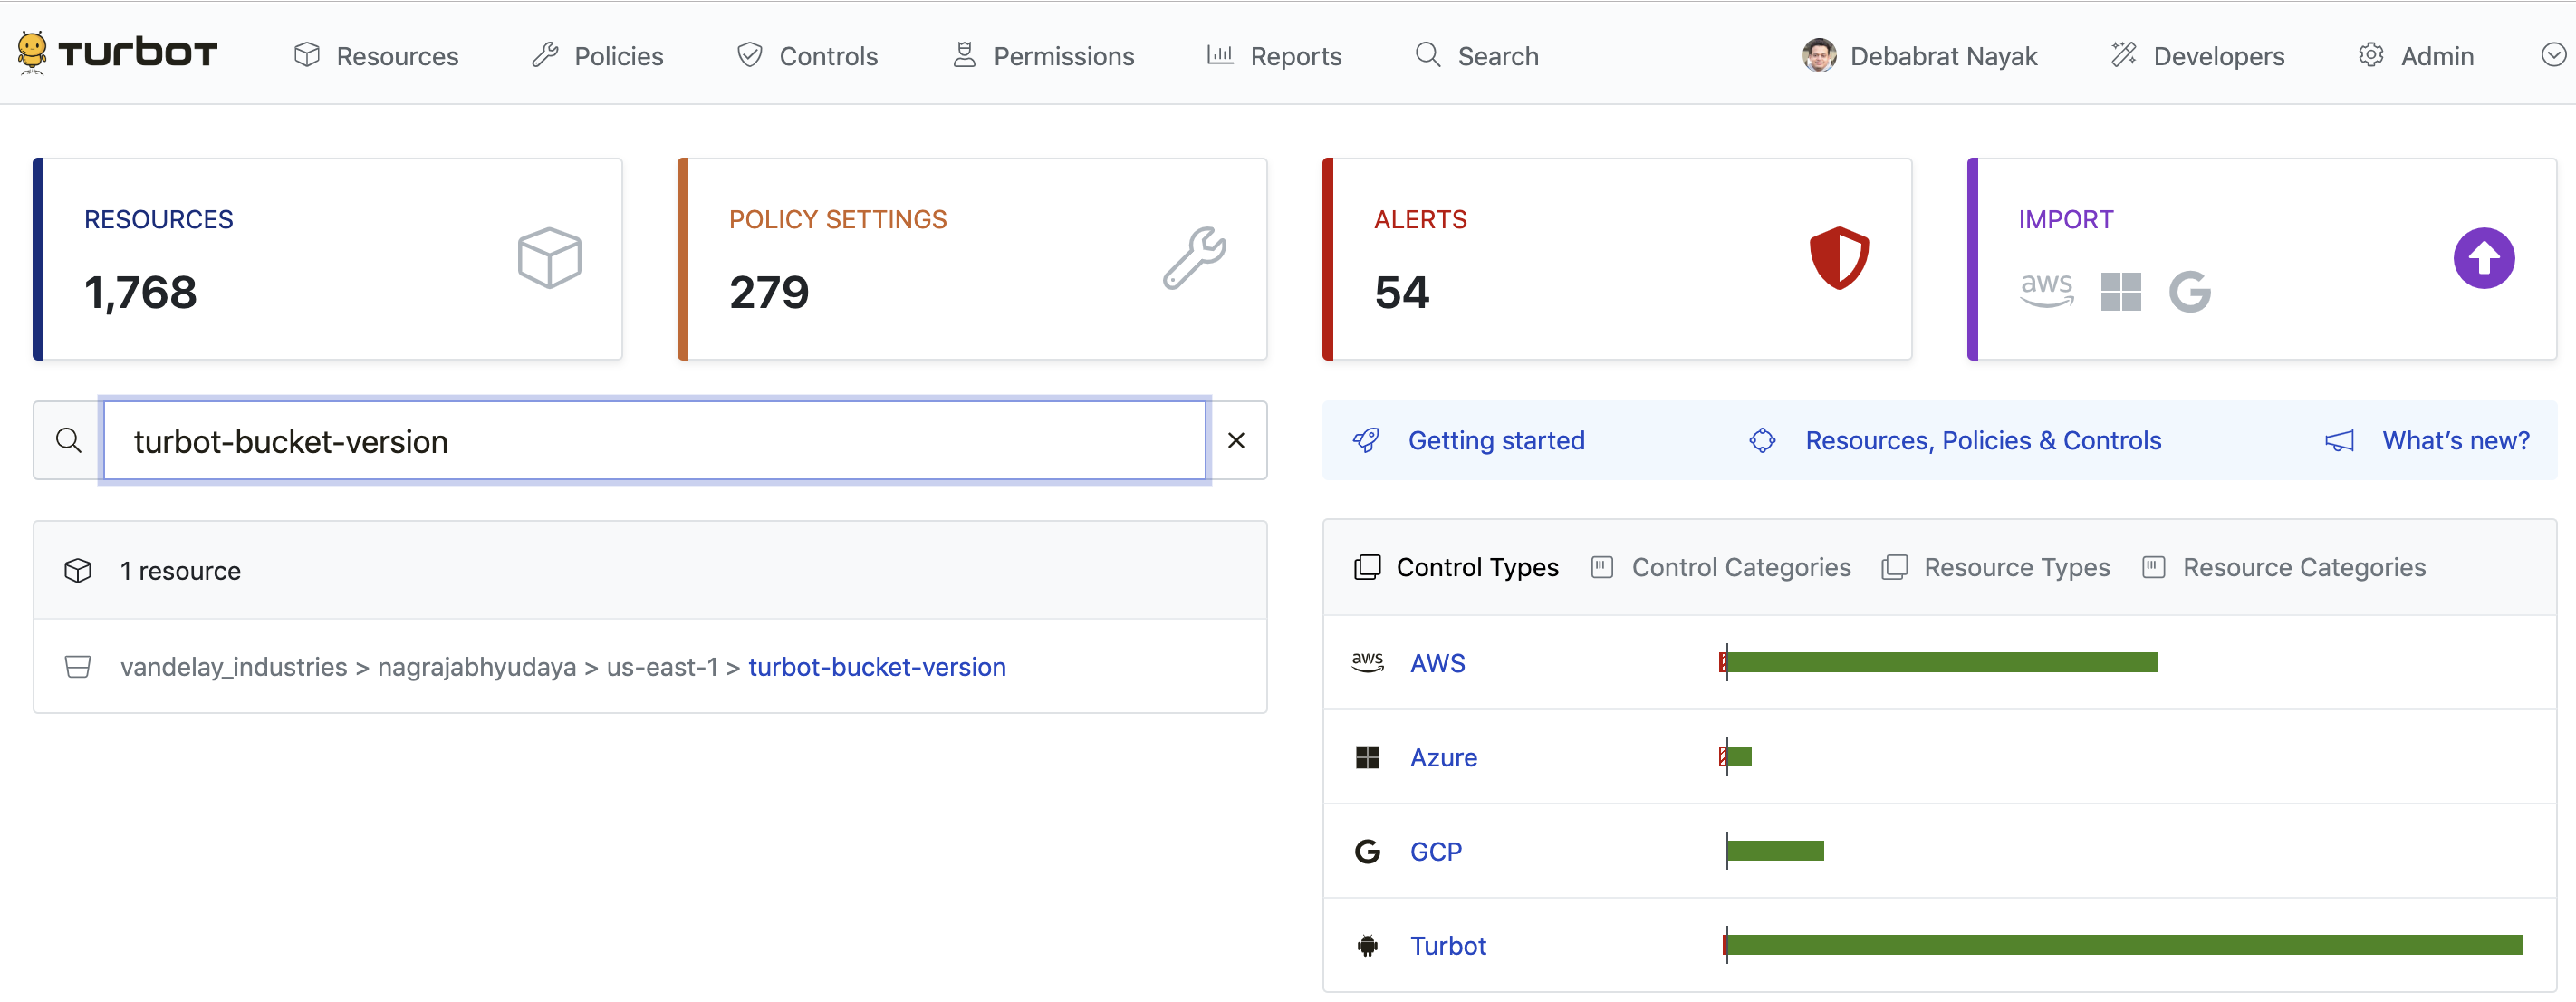 TURBOT Resources Policies Controls Permissions Reports Search Debabrat Nayak Developers Admin
RESOURCES
1,768
POLICY SETTINGS
279
ALERTS
54
IMPORT
aws G
turbot-bucket-version
Getting started Resources, Policies & Controls What's new?
1 resource
vandelay_industries > nagrajabhyudaya > us-east-1 > turbot-bucket-version
Control Types Control Categories Resource Types Resource Categories
aws AWS
Azure
G GCP
Turbot